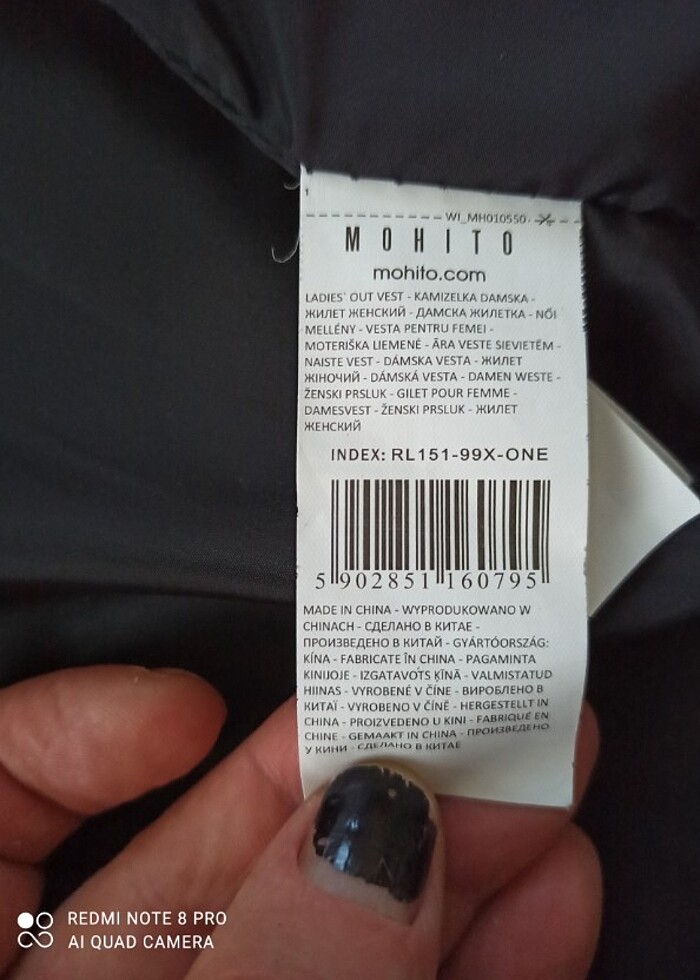 WI_MH010550
MOHITO
mohito.com
LADIES' OUT VEST - KAMIZELKA DAMSKA -
ЖИЛЕТ ЖЕНСКИЙ - ДАМСКА ЖИЛЕТКА - NŐI
MELLÉNY - VESTA PENTRU FEMEI -
MOTERIŠKA LIEMENĖ - ĀRA VESTE SIEVIETĒM -
NAISTE VEST - DÁMSKA VESTA - ЖИЛЕТ
ЖІНОЧИЙ - DÁMSKÁ VESTA - DAMEN WESTE -
ŽENSKI PRSLUK - GILET POUR FEMME -
DAMESVEST - ŽENSKI PRSLUK - ЖИЛЕТ
ЖЕНСКИЙ
INDEX: RL151-99X-ONE
5 902851 160795
MADE IN CHINA - WYPRODUKOWANO W
CHINACH - СДЕЛАНО В КИТАЕ -
ПРОИЗВЕДЕНО В КИТАЙ - GYÁRTÓORSZÁG:
KÍNA - FABRICATE ÎN CHINA - PAGAMINTA
KINIJOJE - IZGATAVOTS ĶĪNĀ - VALMISTATUD
HIINAS - VYROBENÉ V ČÍNE - ВИРОБЛЕНО В
КИТАЇ - VYROBENO V ČÍNĚ - HERGESTELLT IN
CHINA - PROIZVEDENO U KINI - FABRIQUÉ EN
CHINE - GEMAAKT IN CHINA - ПРОИЗВЕДЕНО
У КИНИ - СДЕЛАНО В КИТАЕ
REDMI NOTE 8 PRO
AI QUAD CAMERA